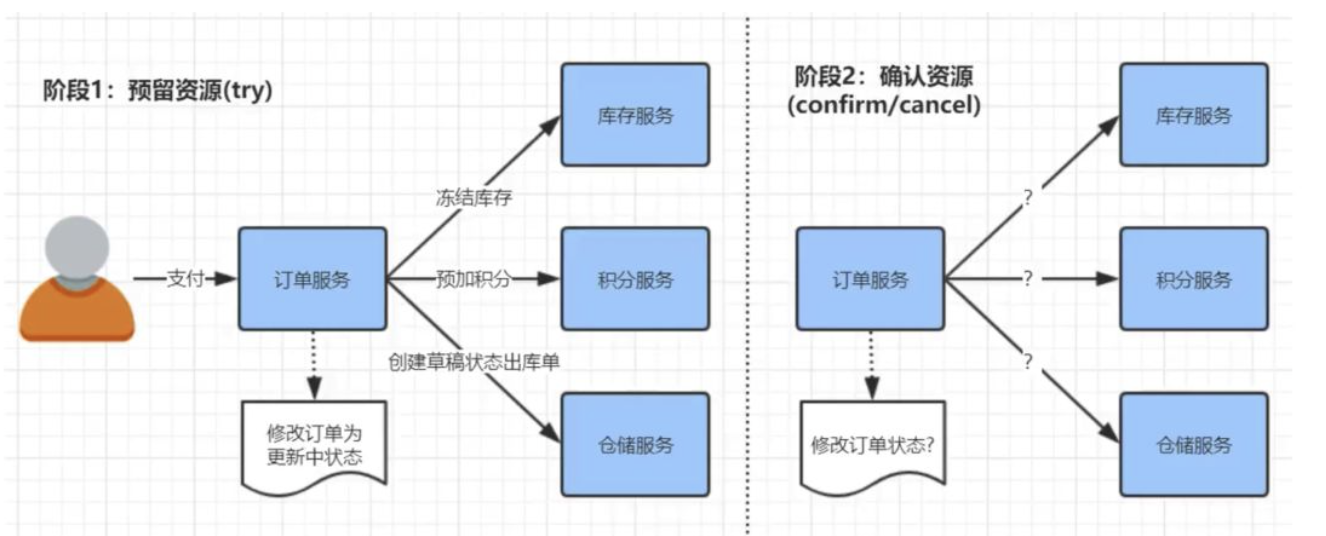 阶段1：预留资源(try)
支付
订单服务
冻结库存
预加积分
创建草稿状态出库单
库存服务
积分服务
仓储服务
修改订单为
更新中状态
阶段2：确认资源
(confirm/cancel)
订单服务
?
?
?
库存服务
积分服务
仓储服务
修改订单状态?